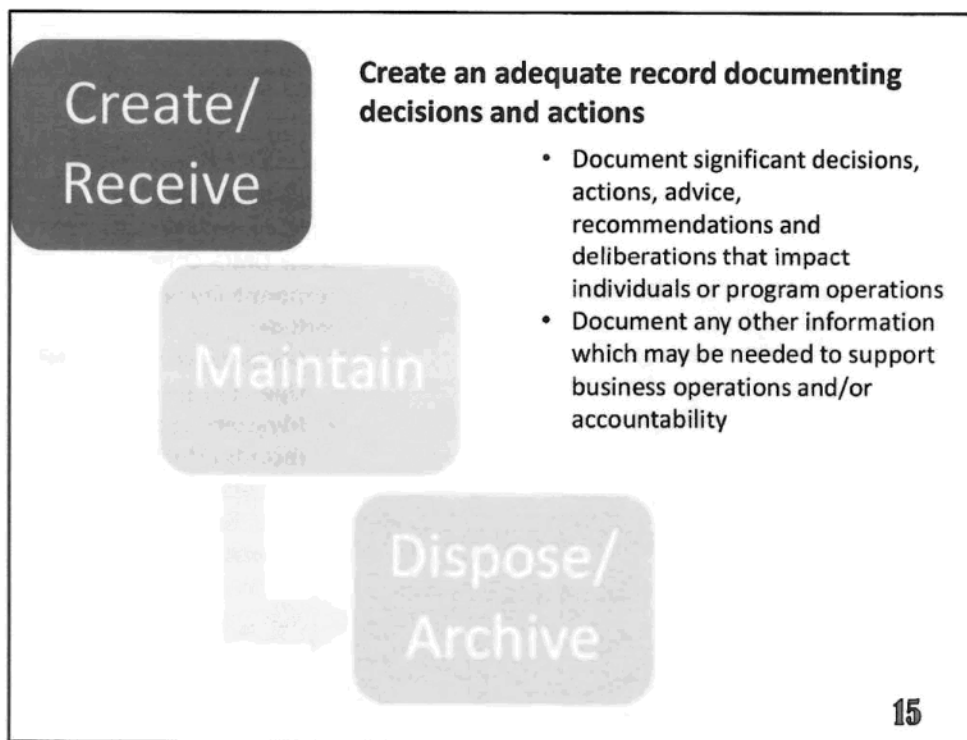 Create/
Receive
Create an adequate record documenting
decisions and actions
• Document significant decisions,
actions, advice,
recommendations and
deliberations that impact
individuals or program operations
• Document any other information
which may be needed to support
business operations and/or
accountability
Maintain
Dispose/
Archive
15